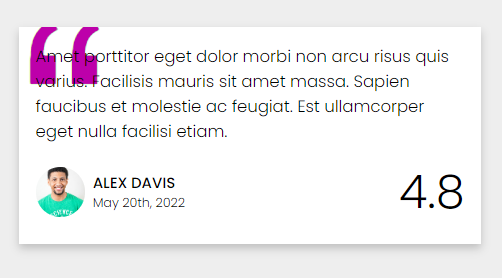 “
Amet porttitor eget dolor morbi non arcu risus quis
varius. Facilisis mauris sit amet massa. Sapien
faucibus et molestie ac feugiat. Est ullamcorper
eget nulla facilisi etiam.
ALEX DAVIS
May 20th, 2022
4.8